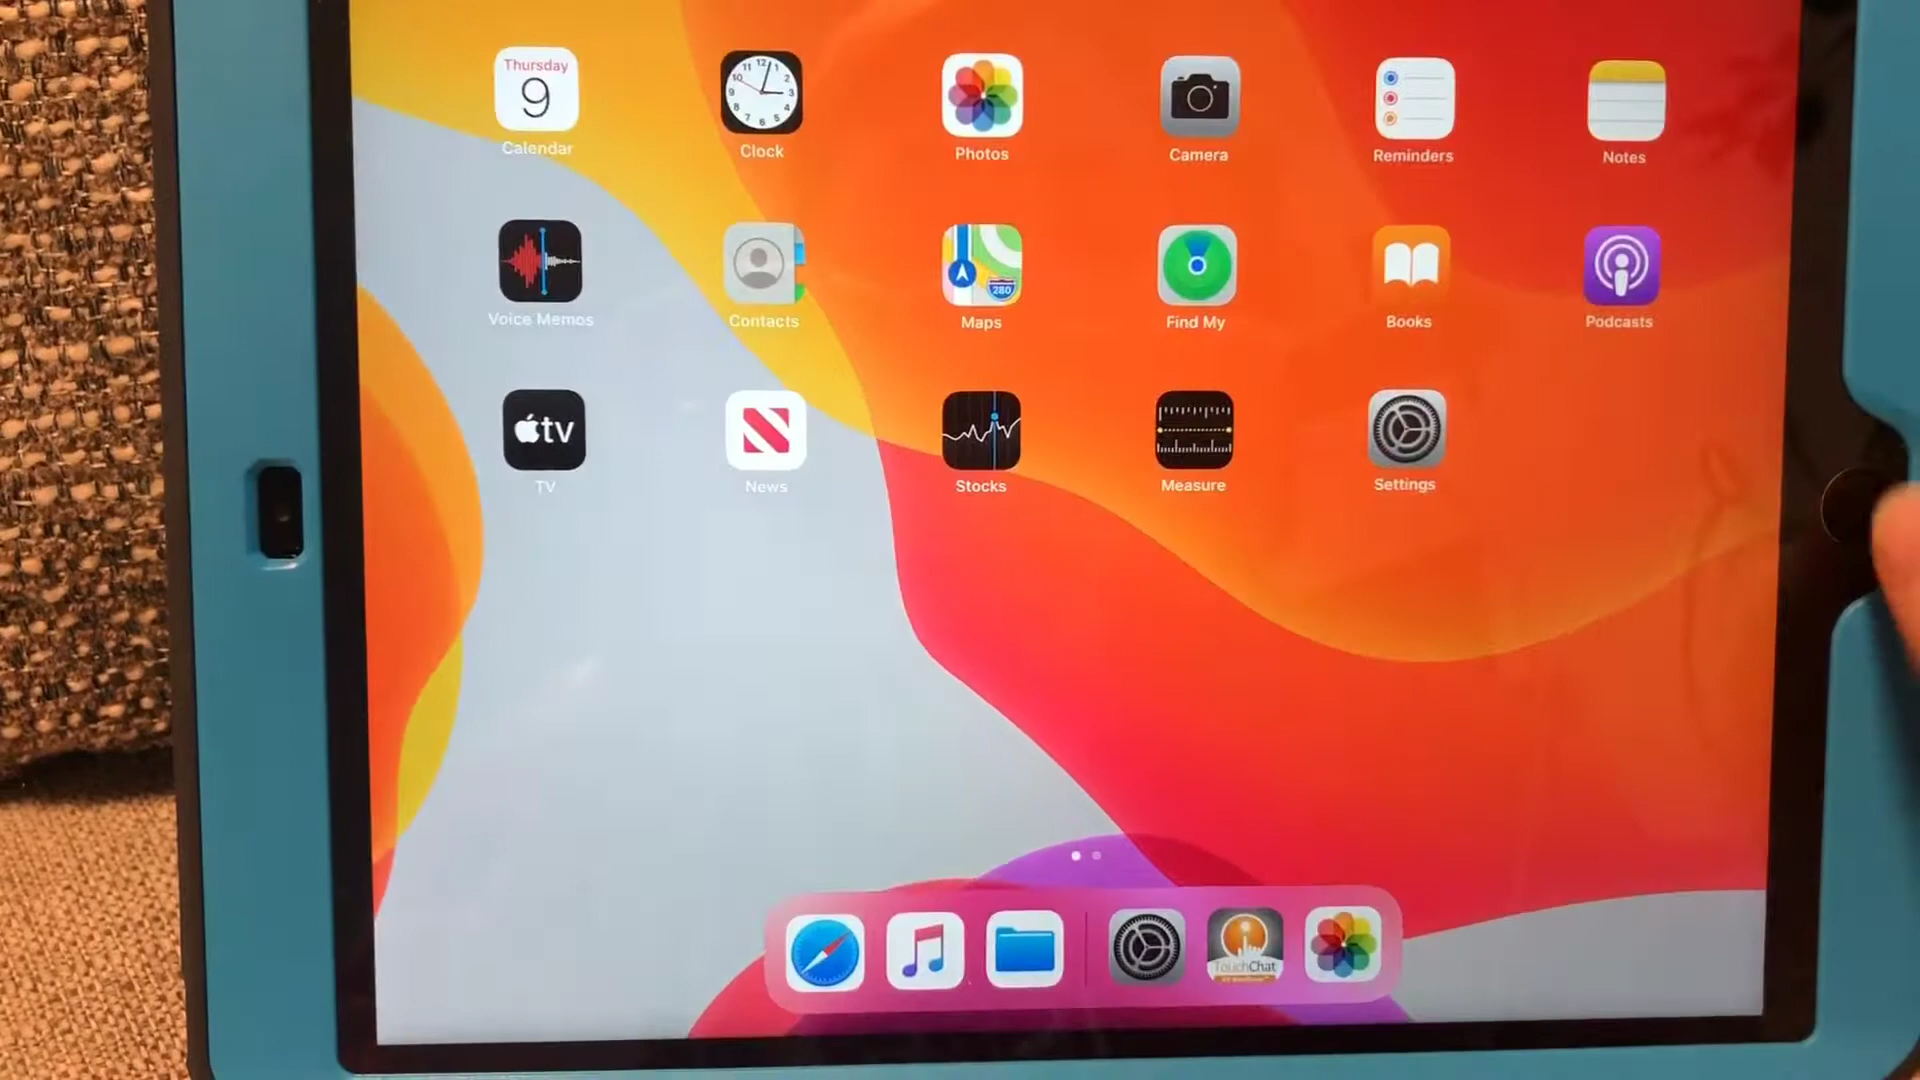 Thursday
9
Calendar
Clock
Photos
Camera
Reminders
Notes
Voice Memos
Contacts
280
Maps
Find My
Books
Podcasts
tv
TV
News
Stocks
Measure
Settings
TouchChat